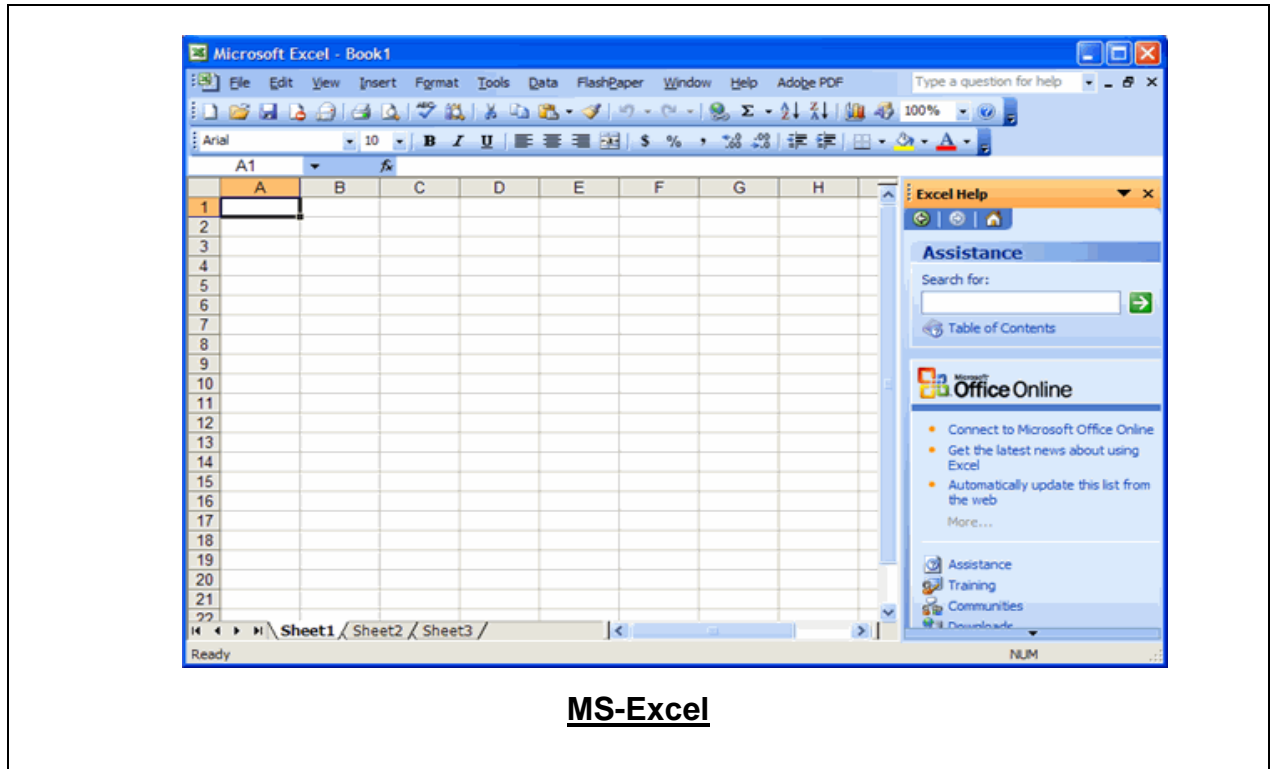 Microsoft Excel - Book1
File Edit View Insert Format Tools Data FlashPaper Window Help Adobe PDF Type a question for help
100%
Arial 10 B I U $ % ,
A1 fx
A B C D E F G H
1
2
3
4
5
6
7
8
9
10
11
12
13
14
15
16
17
18
19
20
21
22
Excel Help
Assistance
Search for:
Table of Contents
Microsoft
Office Online
Connect to Microsoft Office Online
Get the latest news about using
Excel
Automatically update this list from
the web
More...
Assistance
Training
Communities
Downloads
Sheet1 Sheet2 Sheet3
Ready NUM
MS-Excel